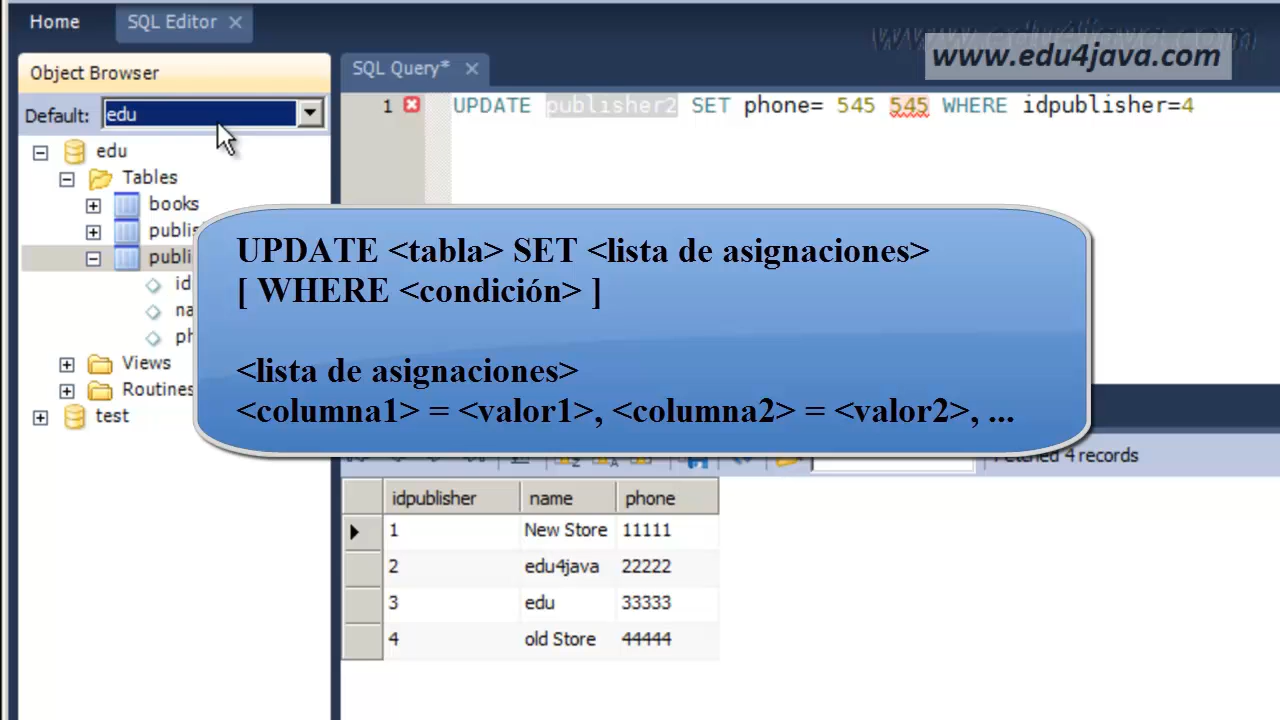 Home
SQL Editor
www.edu4java.com
Object Browser
SQL Query*
Default: edu
1
UPDATE publisher2 SET phone= 545 545 WHERE idpublisher=4
edu
Tables
books
UPDATE <tabla> SET <lista de asignaciones>
[ WHERE <condición> ]
<lista de asignaciones>
<columna1> = <valor1>, <columna2> = <valor2>, ...
Views
Routines
test
Fetched 4 records
idpublisher name phone
1 New Store 11111
2 edu4java 22222
3 edu 33333
4 old Store 44444